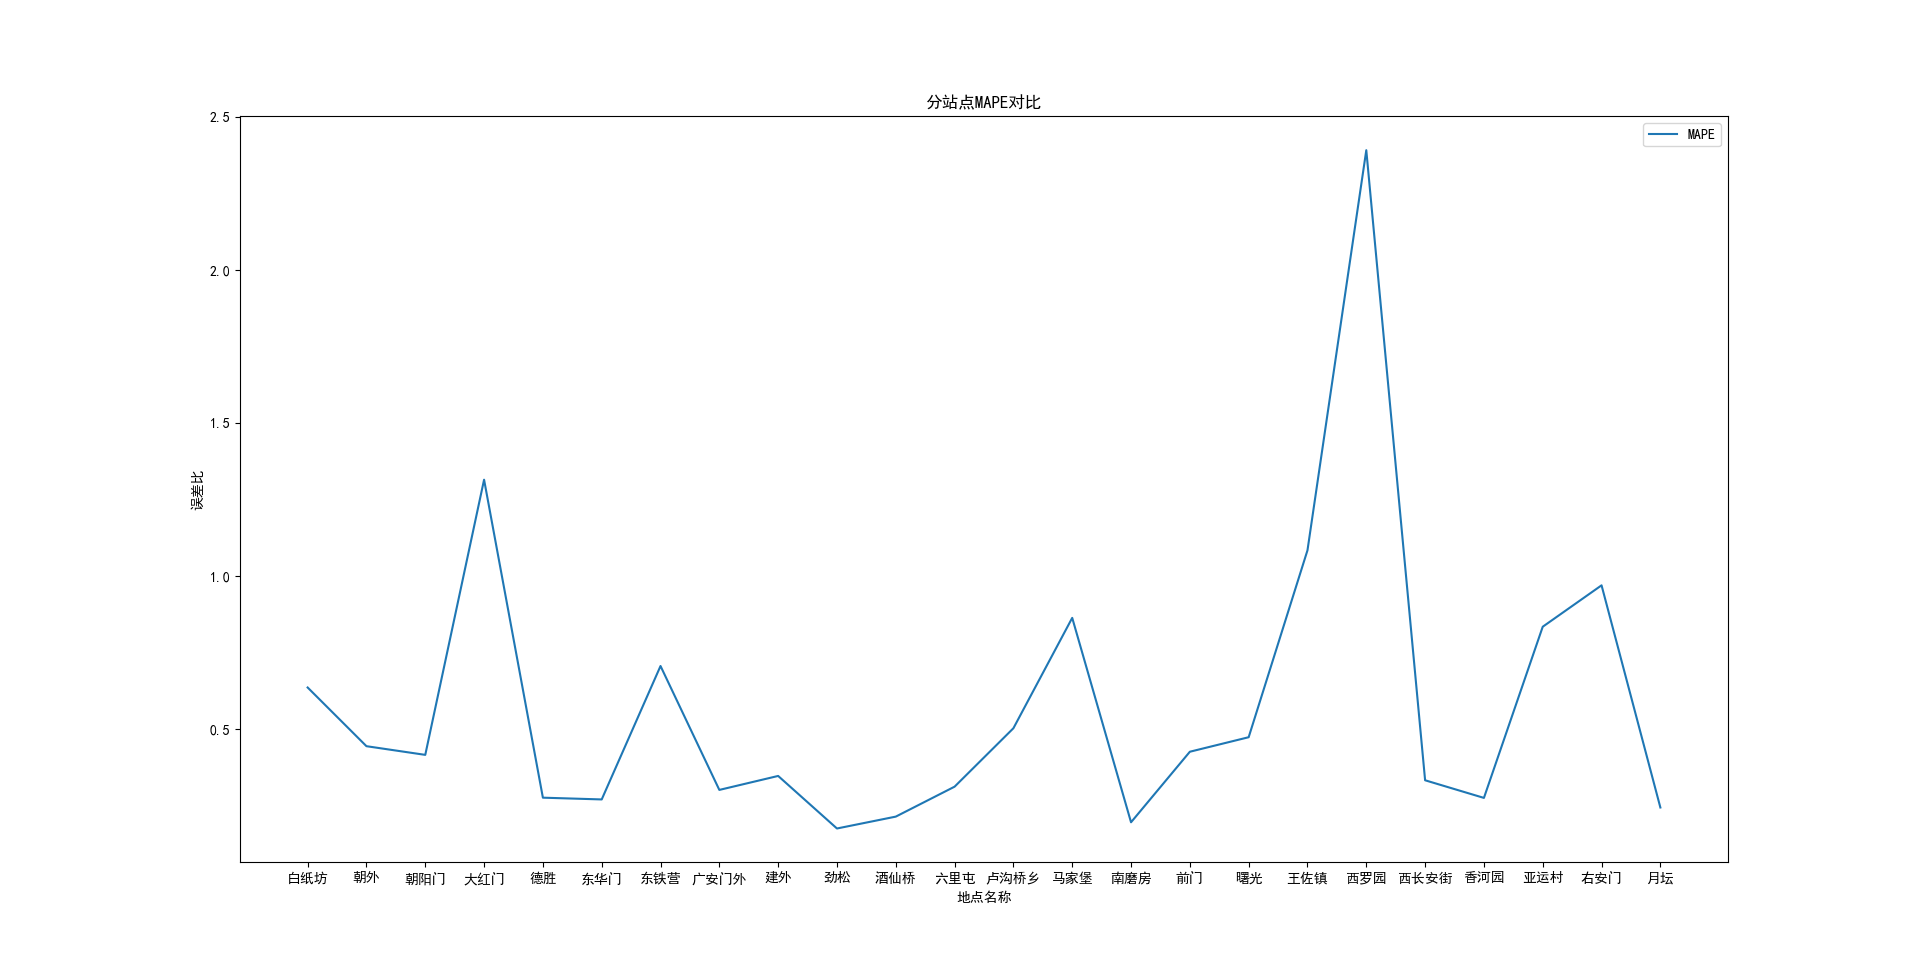 分站点MAPE对比
MAPE
2.5
2.0
1.5
1.0
0.5
误差比
白纸坊 朝外 朝阳门 大红门 德胜 东华门 东铁营 广安门外 建外 劲松 酒仙桥 六里屯 卢沟桥乡 马家堡 南磨房 前门 曙光 王佐镇 西罗园 西长安街 香河园 亚运村 右安门 月坛
地点名称